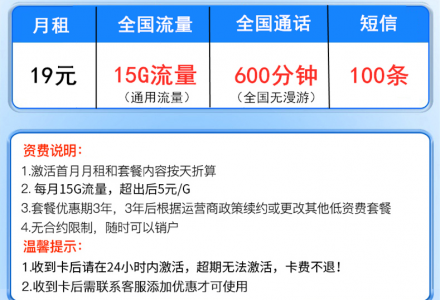 月租 全国流量 全国通话 短信
19元 15G流量 600分钟 100条
(通用流量) (全国无漫游)
资费说明：
1.激活首月月租和套餐内容按天折算
2. 每月15G流量，超出后5元/G
3.套餐优惠期3年，3年后根据运营商政策续约或更改其他低资费套餐
4.无合约限制，随时可以销户
温馨提示：
1.收到卡后请在24小时内激活，超期无法激活，卡费不退！
2.收到卡后需联系客服添加优惠才可使用